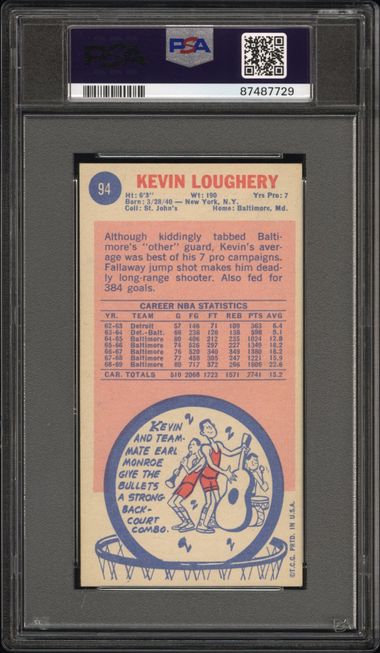 PSA
PSA
87487729
94
KEVIN LOUGHERY
Ht: 6'3" Wt: 190 Yrs Pro: 7
Born: 3/28/40 — New York, N.Y.
Coll: St. John's Home: Baltimore, Md.
Although kiddingly tabbed Balti-
more's "other" guard, Kevin's aver-
age was best of his 7 pro campaigns.
Fallaway jump shot makes him dead-
ly long-range shooter. Also fed for
384 goals.
CAREER NBA STATISTICS
YR. TEAM G FG FT REB PTS AVG
62-63 Detroit 57 146 71 109 363 6.4
63-64 Det.-Balt. 66 236 126 138 598 9.1
64-65 Baltimore 80 406 212 235 1024 12.8
65-66 Baltimore 74 526 297 227 1349 18.2
66-67 Baltimore 76 520 340 349 1380 18.2
67-68 Baltimore 77 458 305 247 1221 15.9
68-69 Baltimore 80 717 372 266 1806 22.6
CAR. TOTALS 510 2068 1723 1571 7741 15.2
KEVIN
AND TEAM-
MATE EARL
MONROE
GIVE THE
BULLETS
A STRONG
BACK-
COURT
COMBO.
©T.C.G. PRTD. IN U.S.A.